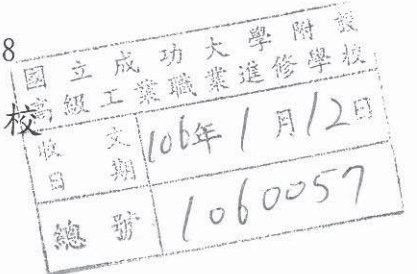 8
國立成功大學附設
高級工業職業進修學校
校
收文日期 106年1月12日
總號 1060057